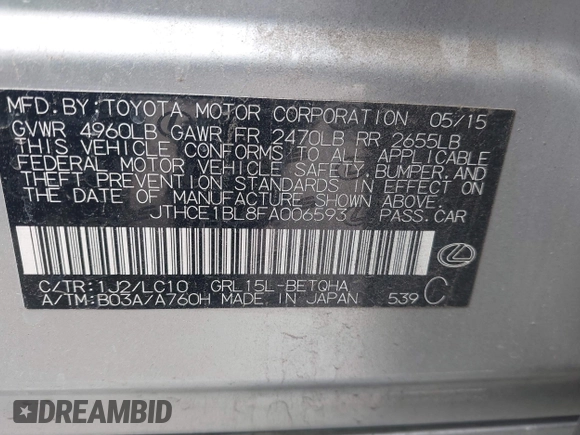 MFD. BY: TOYOTA MOTOR CORPORATION 05/15
GVWR 4960LB GAWR FR 2470LB RR 2655LB
THIS VEHICLE CONFORMS TO ALL APPLICABLE
FEDERAL MOTOR VEHICLE SAFETY, BUMPER, AND
THEFT PREVENTION STANDARDS IN EFFECT ON
THE DATE OF MANUFACTURE SHOWN ABOVE.
JTHCE1BL8FA006593 PASS. CAR
C/TR: 1J2/LC10 GRL15L-BETQHA
A/TM: B03A/A760H MADE IN JAPAN 539 C
DREAMBID